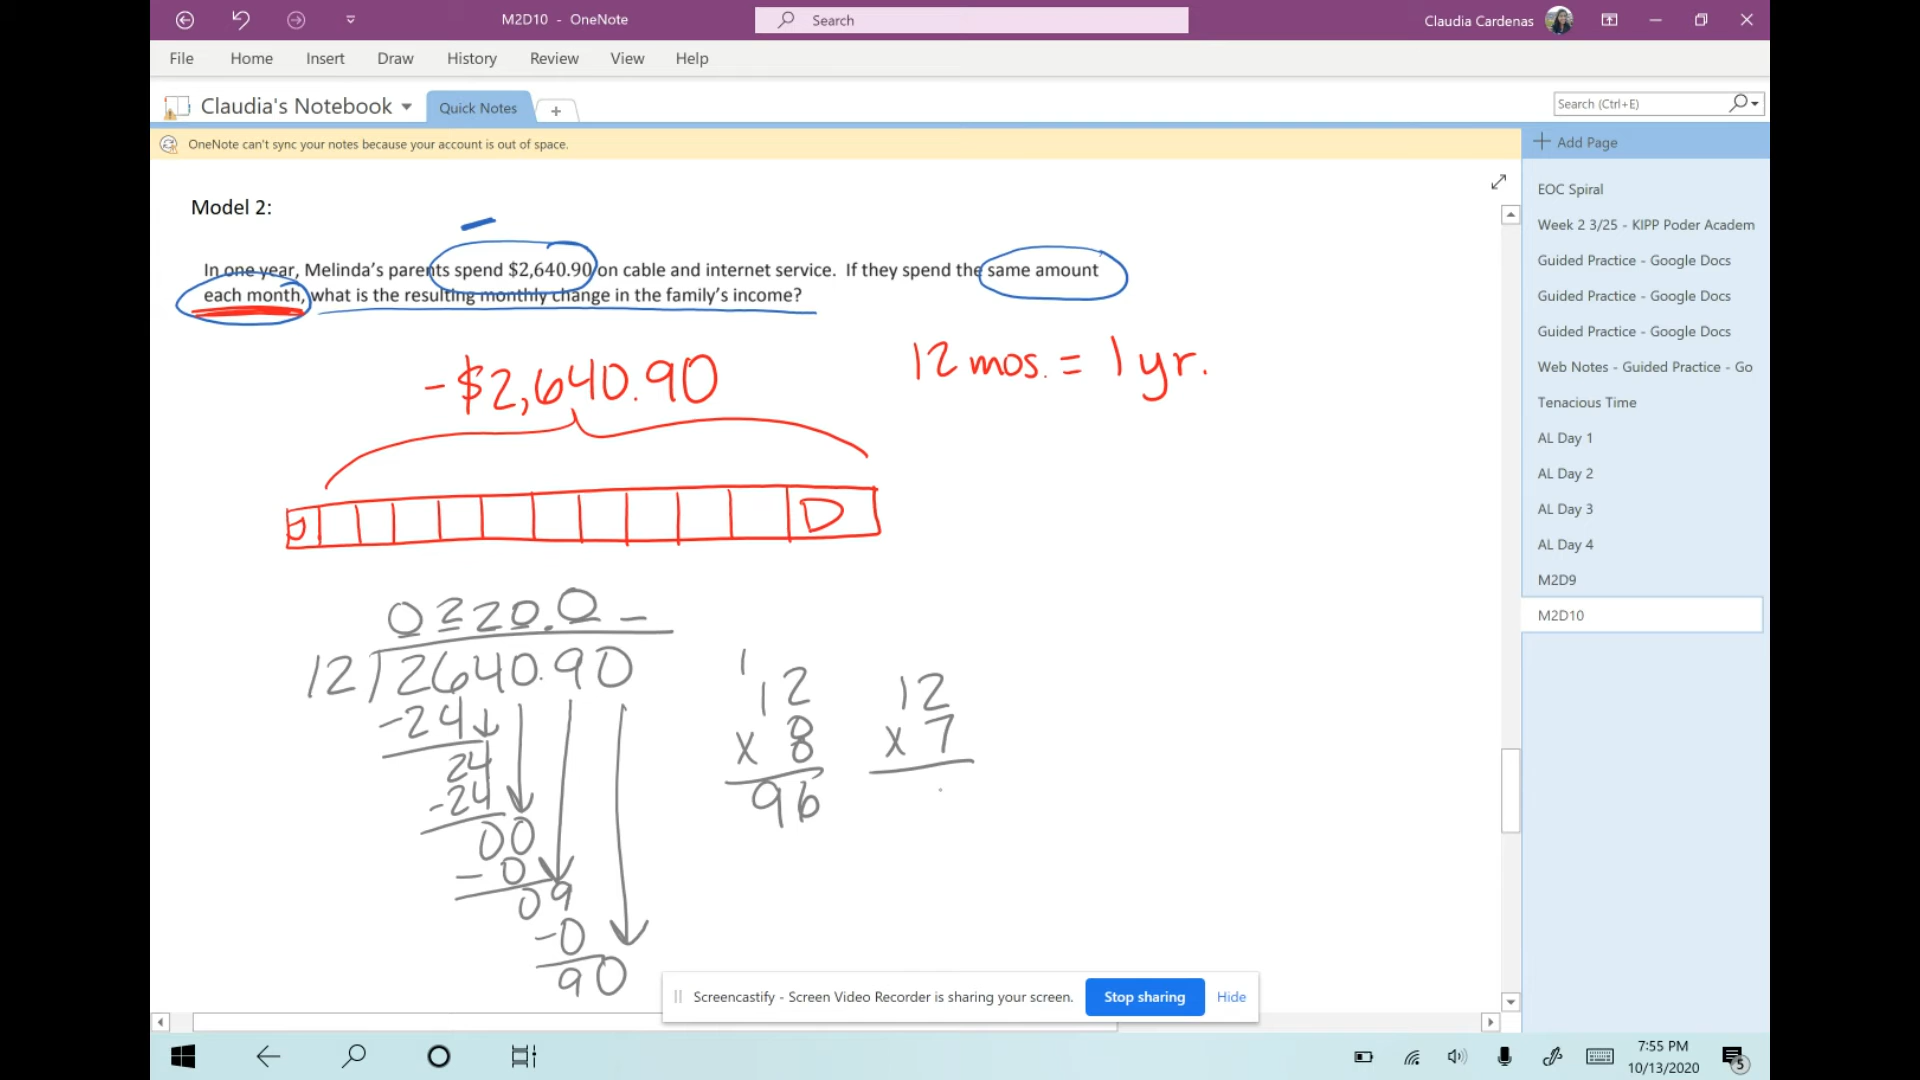 M2D10 - OneNote
Search
Claudia Cardenas
File Home Insert Draw History Review View Help
Claudia's Notebook
Quick Notes
+
Search (Ctrl+E)
OneNote can't sync your notes because your account is out of space.
Add Page
EOC Spiral
Week 2 3/25 - KIPP Poder Academ
Guided Practice - Google Docs
Guided Practice - Google Docs
Guided Practice - Google Docs
Web Notes - Guided Practice - Go
Tenacious Time
AL Day 1
AL Day 2
AL Day 3
AL Day 4
M2D9
M2D10
Model 2:
In one year, Melinda's parents spend $2,640.90 on cable and internet service. If they spend the same amount
each month, what is the resulting monthly change in the family's income?
-$2,640.90
12 mos. = 1 yr.
J D
0220.0_
12)2640.90
-24
24
-24
00
-0
09
-0
90
1
12
x 8
96
12
x 7
Screencastify - Screen Video Recorder is sharing your screen.
Stop sharing
Hide
7:55 PM
10/13/2020
5